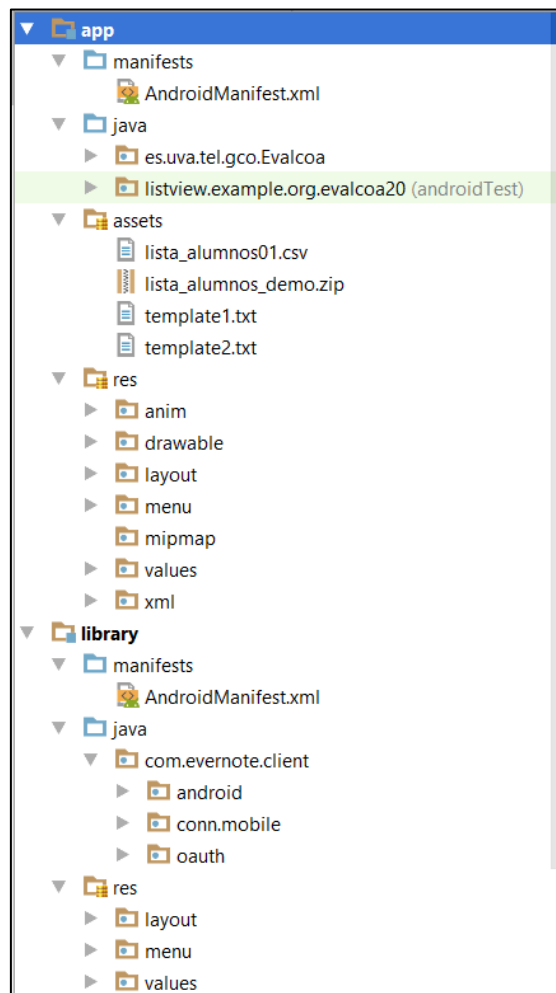 app
manifests
AndroidManifest.xml
java
es.uva.tel.gco.Evalcoa
listview.example.org.evalcoa20 (androidTest)
assets
lista_alumnos01.csv
lista_alumnos_demo.zip
template1.txt
template2.txt
res
anim
drawable
layout
menu
mipmap
values
xml
library
manifests
AndroidManifest.xml
java
com.evernote.client
android
conn.mobile
oauth
res
layout
menu
values